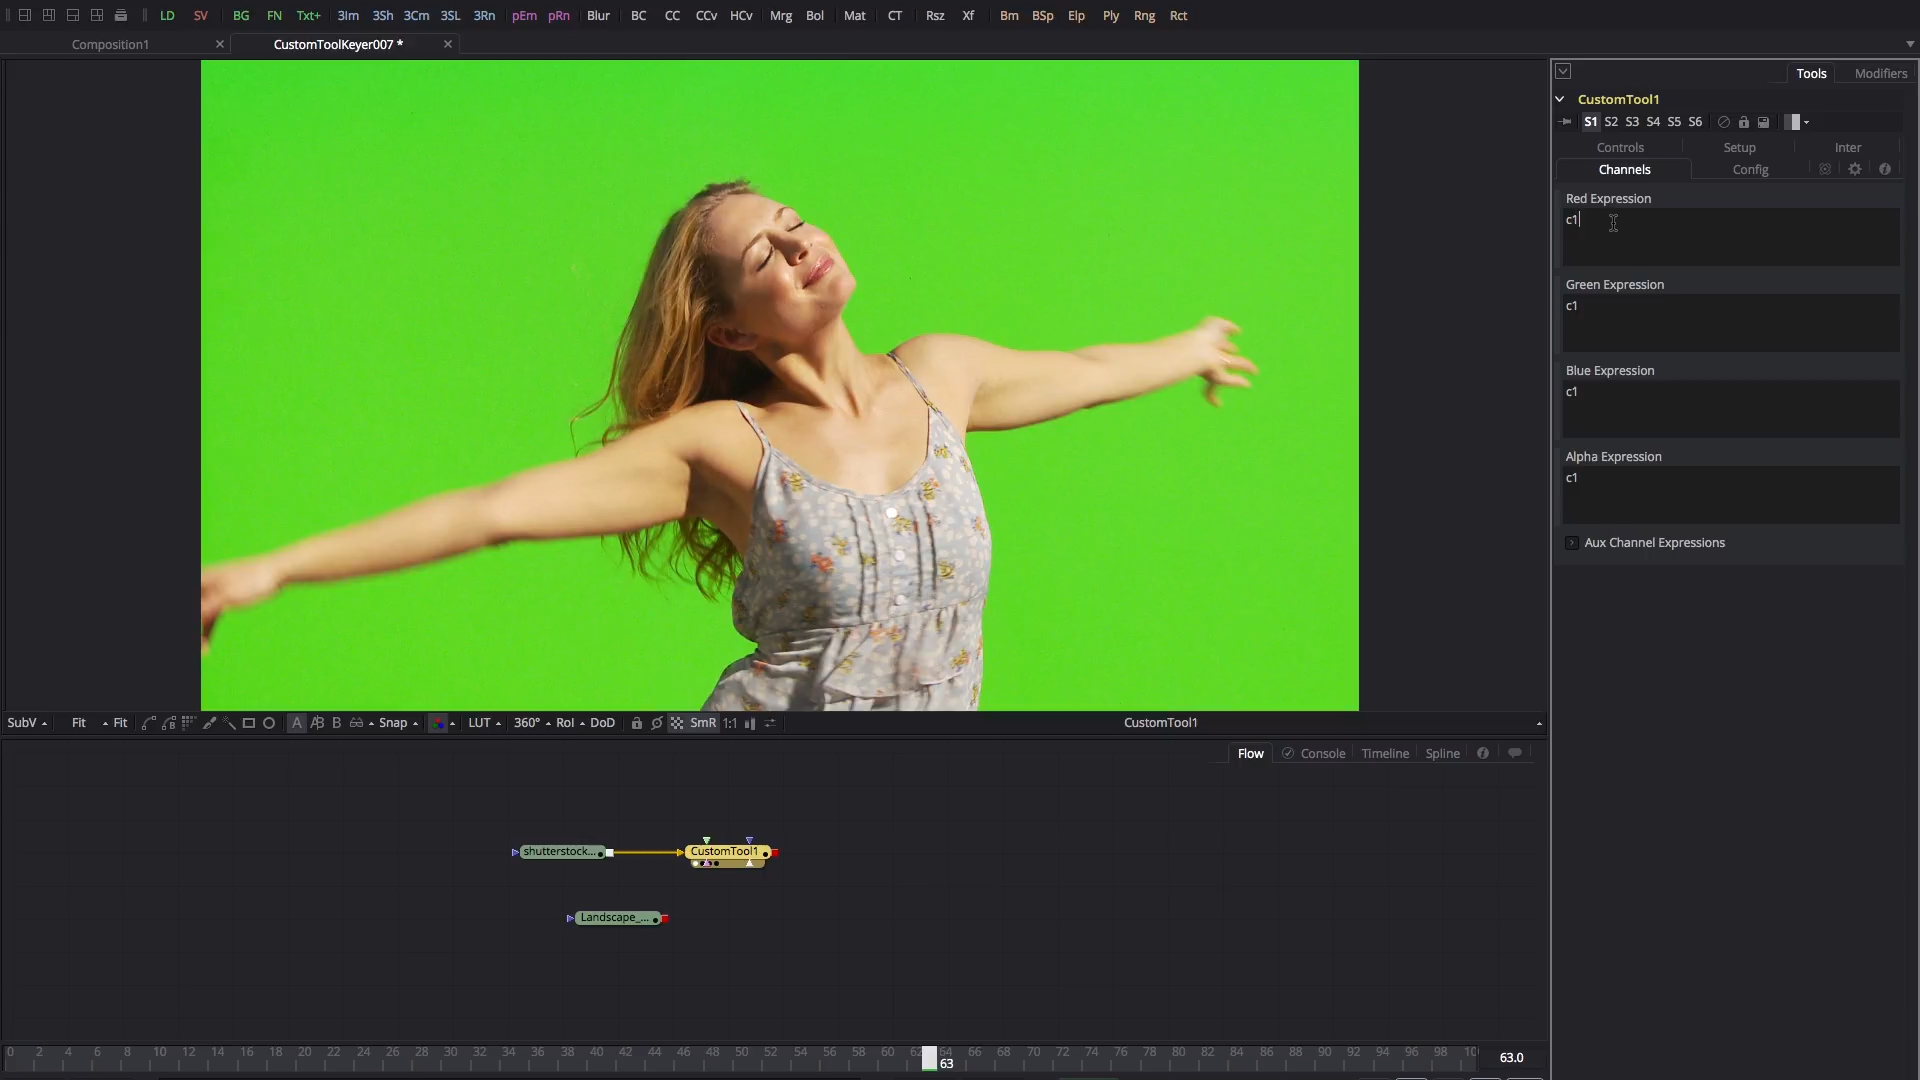 LD SV BG FN Txt+ 3Im 3Sh 3Cm 3SL 3Rn pEm pRn Blur BC CC CCv HCv Mrg Bol Mat CT Rsz Xf Bm BSp Elp Ply Rng Rct
Composition1 CustomToolKeyer007 *
Tools Modifiers
CustomTool1
S1 S2 S3 S4 S5 S6
Controls Setup Inter
Channels Config
Red Expression
c1
Green Expression
c1
Blue Expression
c1
Alpha Expression
c1
Aux Channel Expressions
SubV Fit Fit A B Snap LUT 360° RoI DoD SmR 1:1 CustomTool1
Flow Console Timeline Spline
shutterstock... CustomTool1
Landscape_...
0 2 4 6 8 10 12 14 16 18 20 22 24 26 28 30 32 34 36 38 40 42 44 46 48 50 52 54 56 58 60 62 64 66 68 70 72 74 76 78 80 82 84 86 88 90 92 94 96 98 10
63 63.0